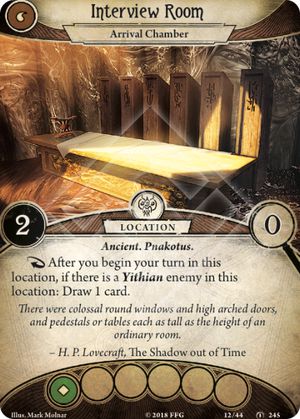 Interview Room
Arrival Chamber
2
0
LOCATION
Ancient. Pnakotus.
After you begin your turn in this
location, if there is a Yithian enemy in this
location: Draw 1 card.
There were colossal round windows and high arched doors,
and pedestals or tables each as tall as the height of an
ordinary room.
– H. P. Lovecraft, The Shadow out of Time
Illus. Mark Molnar
© 2018 FFG
12/44
245